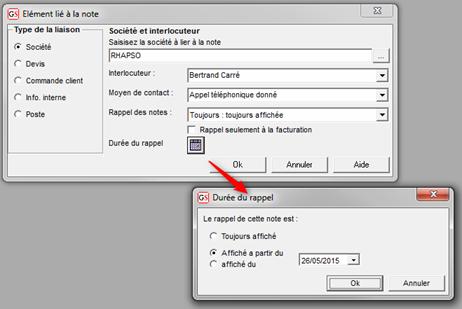 GS Elément lié à la note
Type de la liaison
Société
Devis
Commande client
Info. interne
Poste
Société et interlocuteur
Saisisez la société à lier à la note
RHAPSO ...
Interlocuteur : Bertrand Carré
Moyen de contact : Appel téléphonique donné
Rappel des notes : Toujours : toujours affichée
Rappel seulement à la facturation
Durée du rappel
Ok Annuler Aide
GS Durée du rappel
Le rappel de cette note est :
Toujours affiché
Affiché a partir du
affiché du 26/05/2015
Ok Annuler